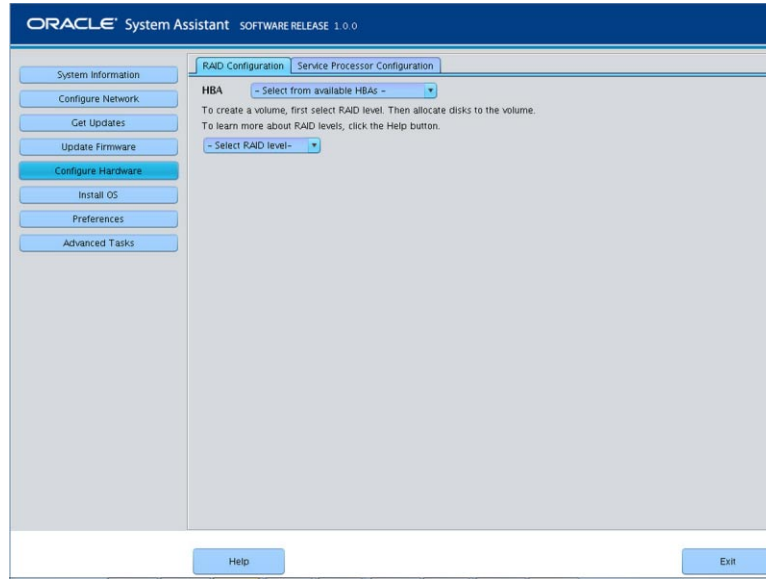 ORACLE System Assistant SOFTWARE RELEASE 1.0.0
System Information
Configure Network
Get Updates
Update Firmware
Configure Hardware
Install OS
Preferences
Advanced Tasks
RAID Configuration Service Processor Configuration
HBA - Select from available HBAs -
To create a volume, first select RAID level. Then allocate disks to the volume.
To learn more about RAID levels, click the Help button.
- Select RAID level-
Help Exit